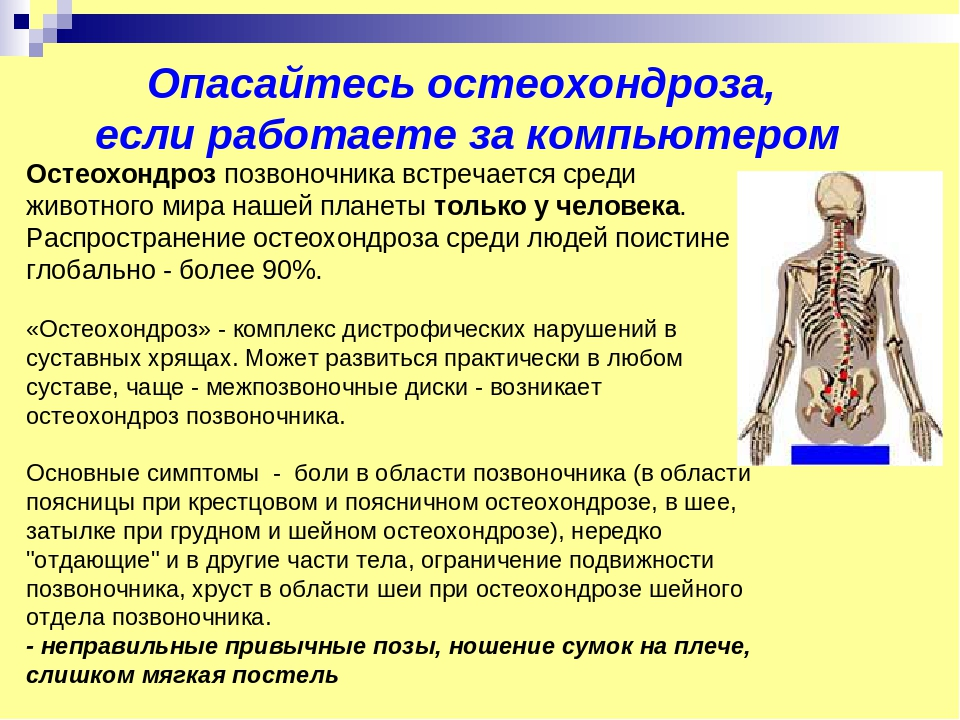 Опасайтесь остеохондроза,
если работаете за компьютером
Остеохондроз позвоночника встречается среди
животного мира нашей планеты только у человека.
Распространение остеохондроза среди людей поистине
глобально - более 90%.
«Остеохондроз» - комплекс дистрофических нарушений в
суставных хрящах. Может развиться практически в любом
суставе, чаще - межпозвоночные диски - возникает
остеохондроз позвоночника.
Основные симптомы  -  боли в области позвоночника (в области
поясницы при крестцовом и поясничном остеохондрозе, в шее,
затылке при грудном и шейном остеохондрозе), нередко
"отдающие" и в другие части тела, ограничение подвижности
позвоночника, хруст в области шеи при остеохондрозе шейного
отдела позвоночника.
- неправильные привычные позы, ношение сумок на плече,
слишком мягкая постель